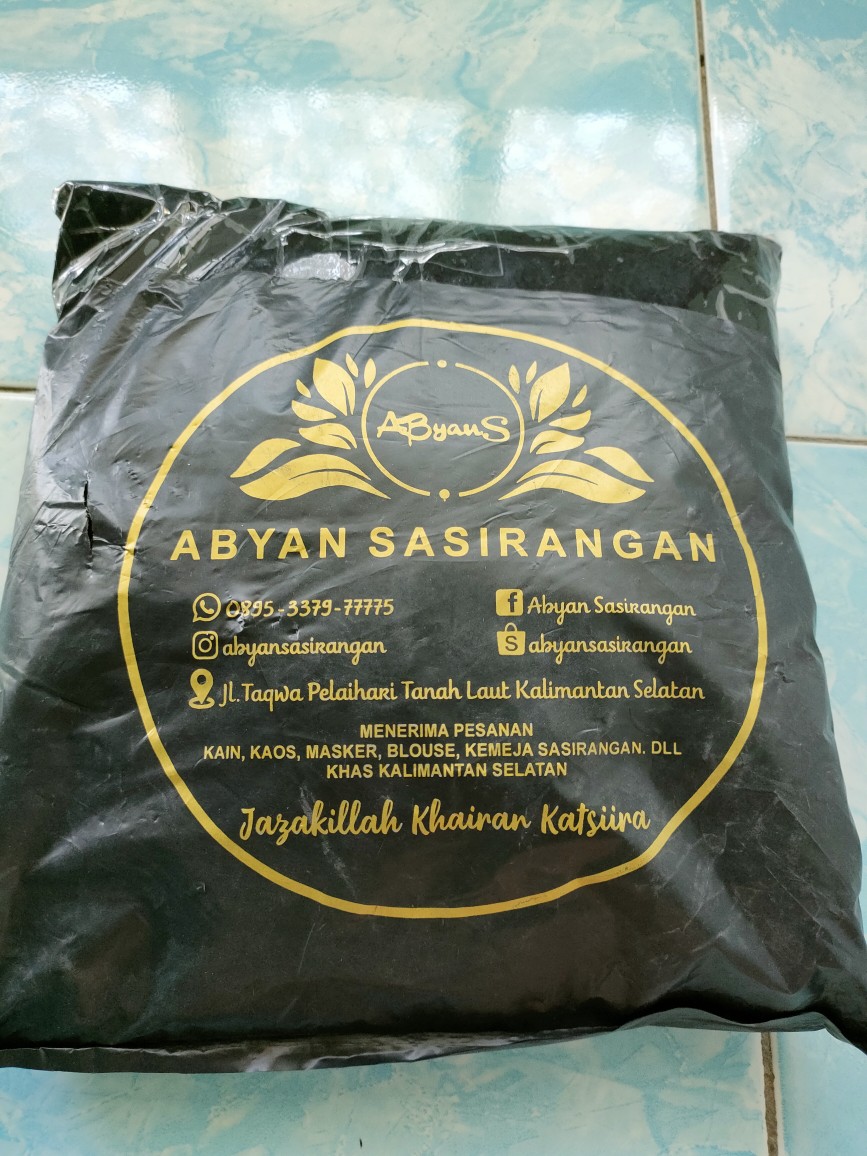 ABYanS
ABYAN SASIRANGAN
0895-3379-77775
Abyan Sasirangan
abyansasirangan
S abyansasirangan
Jl.Taqwa Pelaihari Tanah Laut Kalimantan Selatan
MENERIMA PESANAN
KAIN, KAOS, MASKER, BLOUSE, KEMEJA SASIRANGAN. DLL
KHAS KALIMANTAN SELATAN
Jazakillah Khairan Katsiira